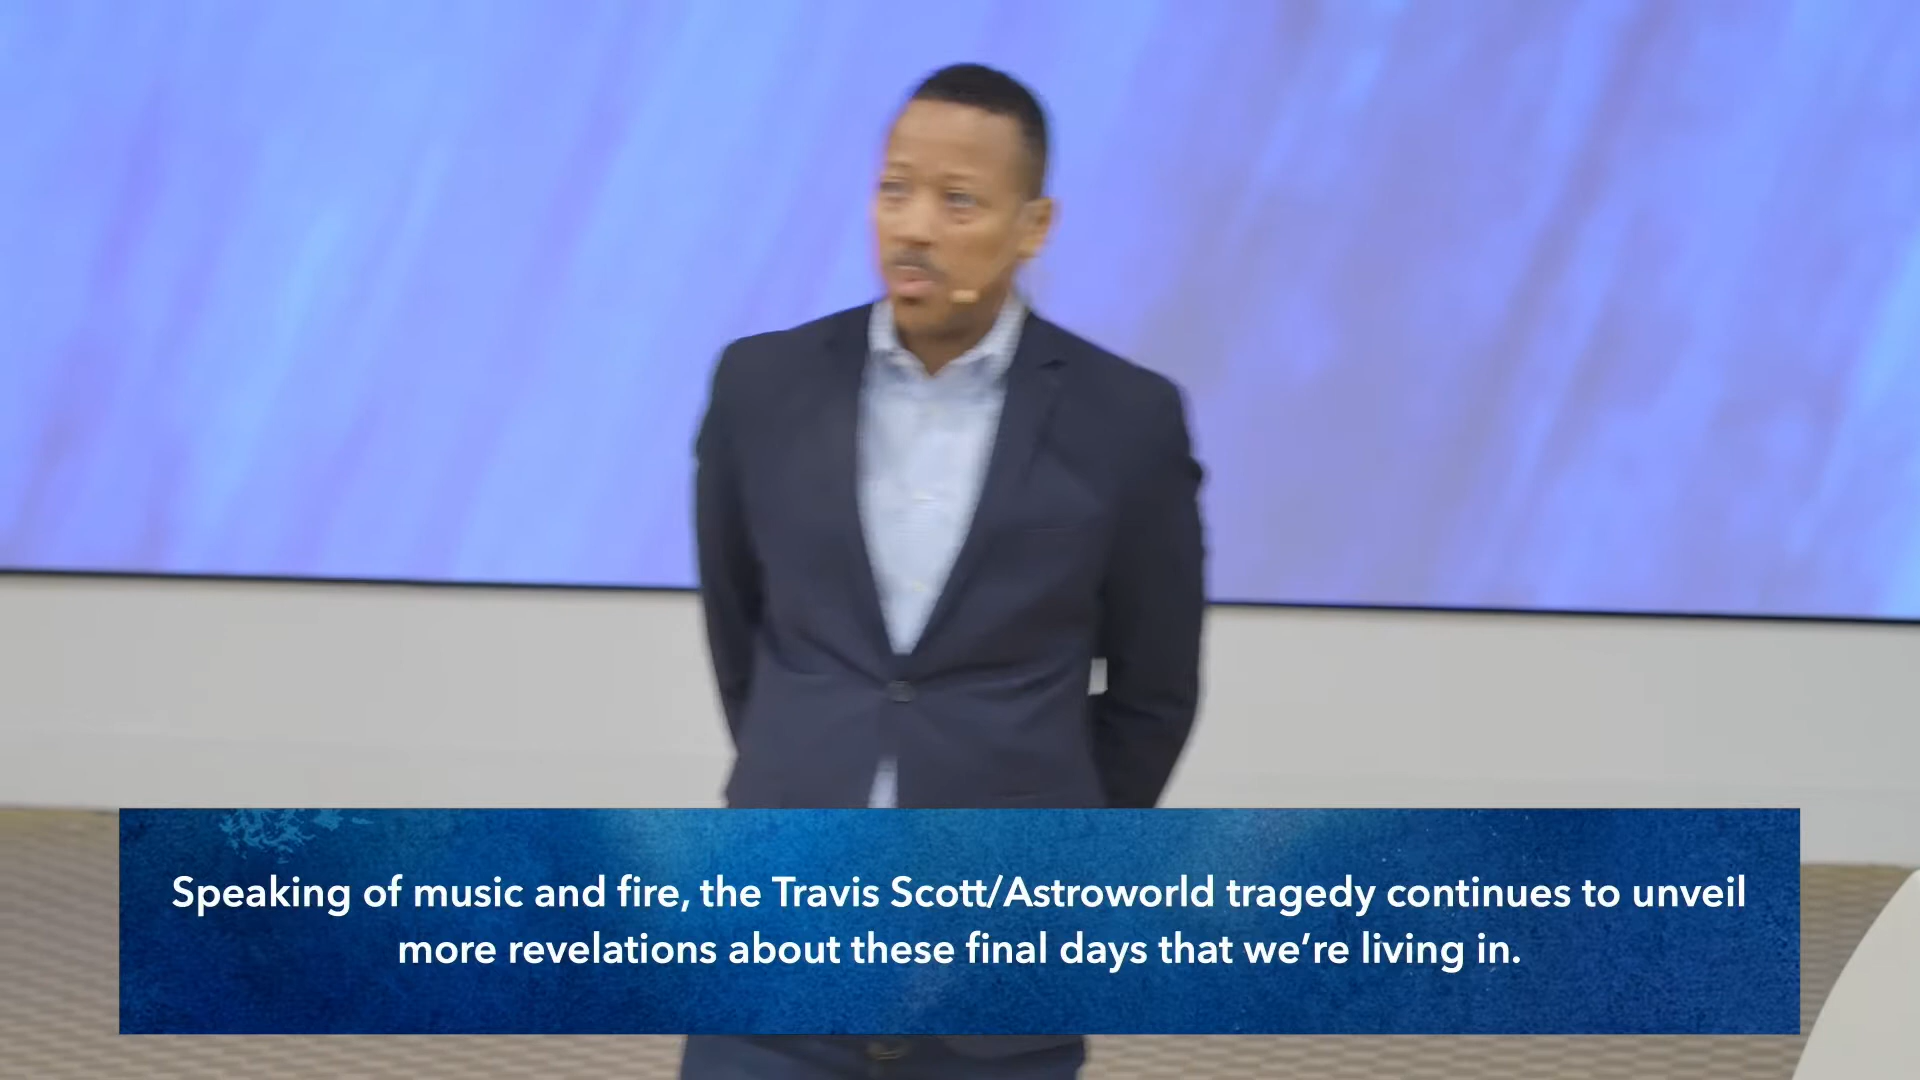 Speaking of music and fire, the Travis Scott/Astroworld tragedy continues to unveil
more revelations about these final days that we’re living in.